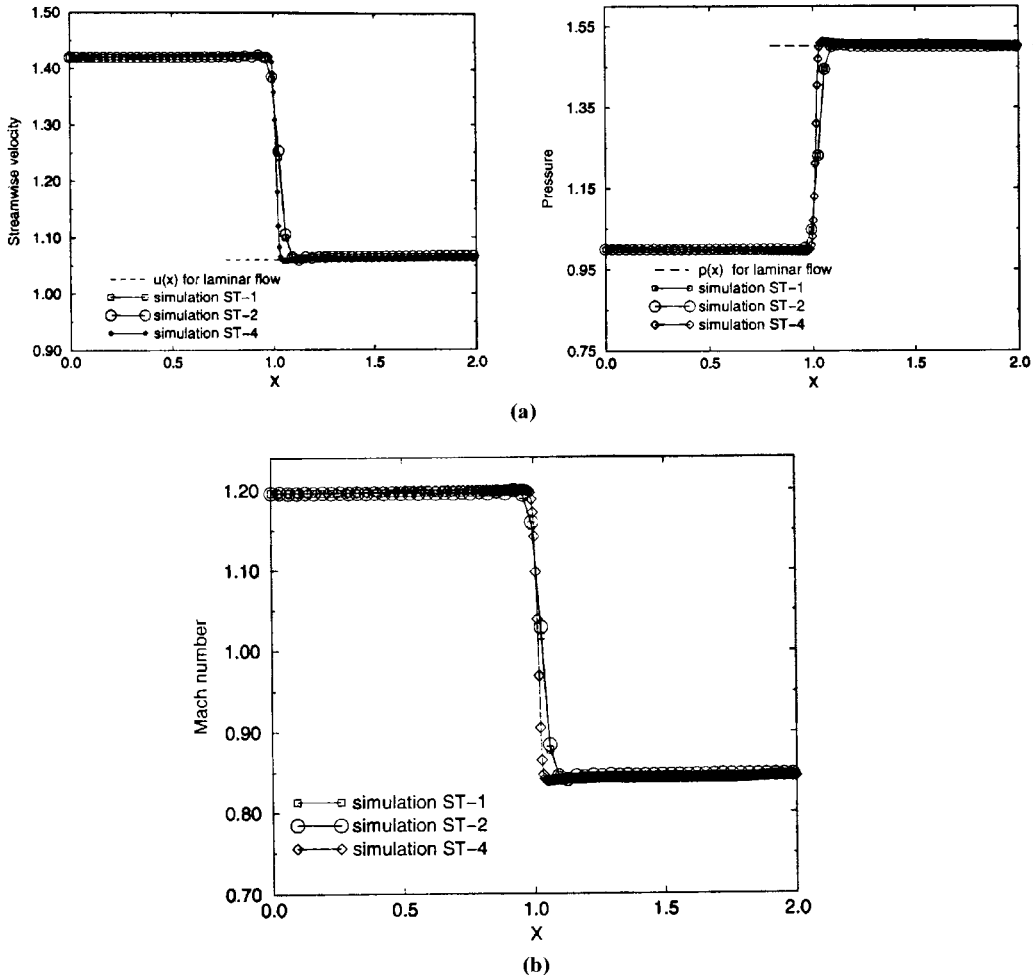 1.50
1.40
1.30
1.20
1.10
1.00
0.90
Streamwise velocity
u(x) for laminar flow
simulation ST-1
simulation ST-2
simulation ST-4
0.0 0.5 1.0 1.5 2.0
X
1.55
1.35
1.15
0.95
0.75
Pressure
p(x) for laminar flow
simulation ST-1
simulation ST-2
simulation ST-4
0.0 0.5 1.0 1.5 2.0
X
(a)
1.20
1.10
1.00
0.90
0.80
0.70
Mach number
simulation ST-1
simulation ST-2
simulation ST-4
0.0 0.5 1.0 1.5 2.0
X
(b)